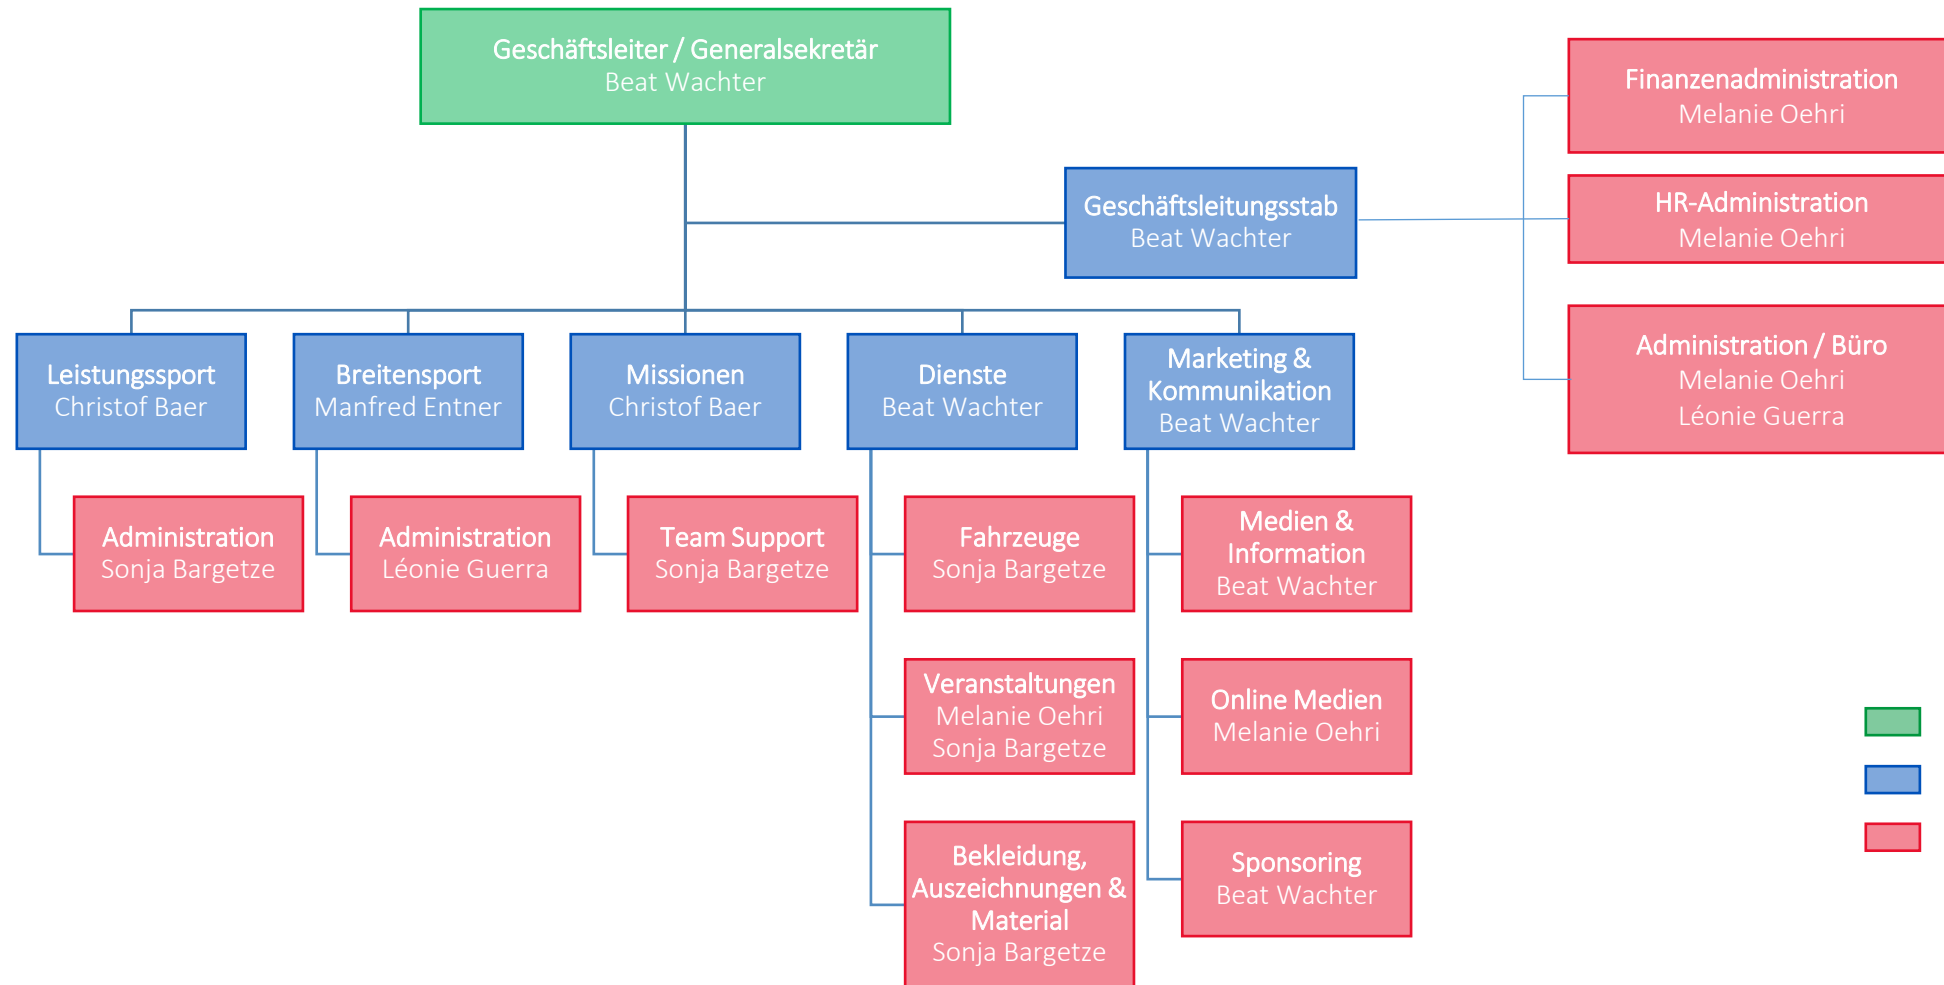 Geschäftsleiter / Generalsekretär
Beat Wachter
Finanzenadministration
Melanie Oehri
HR-Administration
Melanie Oehri
Geschäftsleitungsstab
Beat Wachter
Administration / Büro
Melanie Oehri
Léonie Guerra
Leistungssport
Christof Baer
Breitensport
Manfred Entner
Missionen
Christof Baer
Dienste
Beat Wachter
Marketing &
Kommunikation
Beat Wachter
Administration
Sonja Bargetze
Administration
Léonie Guerra
Team Support
Sonja Bargetze
Fahrzeuge
Sonja Bargetze
Medien &
Information
Beat Wachter
Veranstaltungen
Melanie Oehri
Sonja Bargetze
Online Medien
Melanie Oehri
Bekleidung,
Auszeichnungen &
Material
Sonja Bargetze
Sponsoring
Beat Wachter